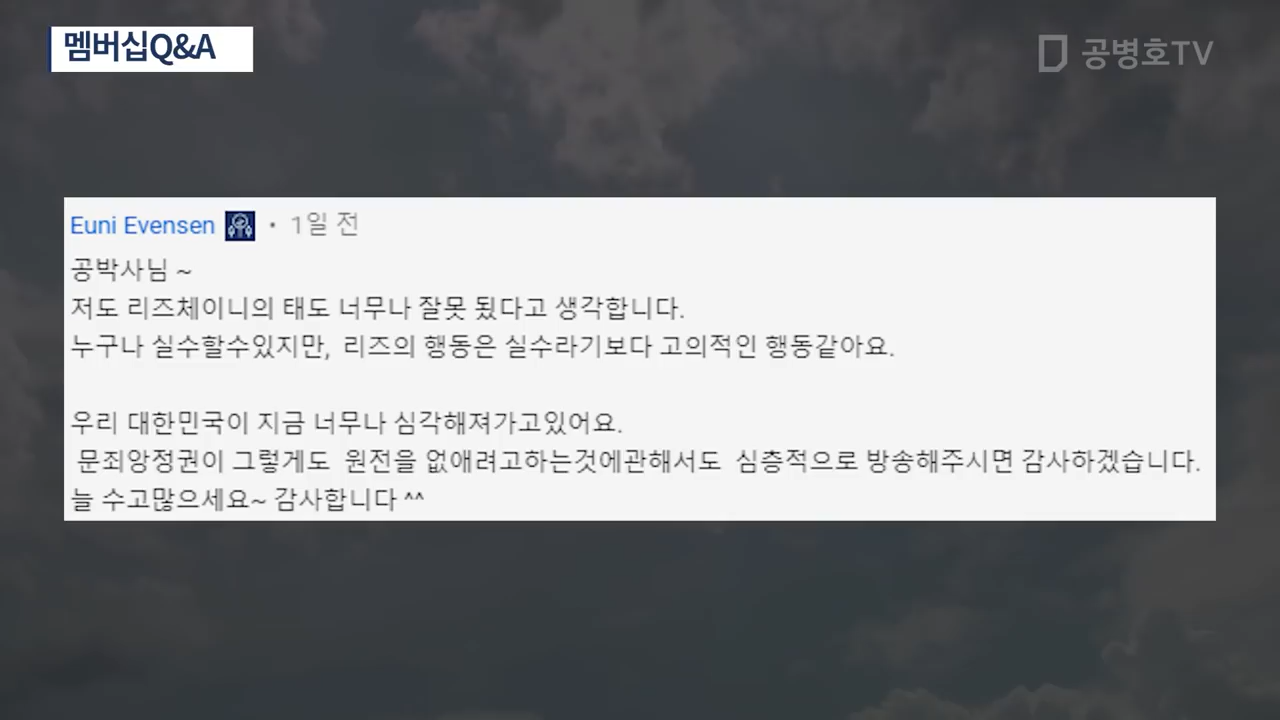 멤버십Q&A
공병호TV
Euni Evensen · 1일 전
공박사님 ~
저도 리즈체이니의 태도 너무나 잘못 됬다고 생각합니다.
누구나 실수할수있지만, 리즈의 행동은 실수라기보다 고의적인 행동같아요.
우리 대한민국이 지금 너무나 심각해져가고있어요.
문죄앙정권이 그렇게도 원전을 없애려고하는것에관해서도 심층적으로 방송해주시면 감사하겠습니다.
늘 수고많으세요~ 감사합니다 ^^